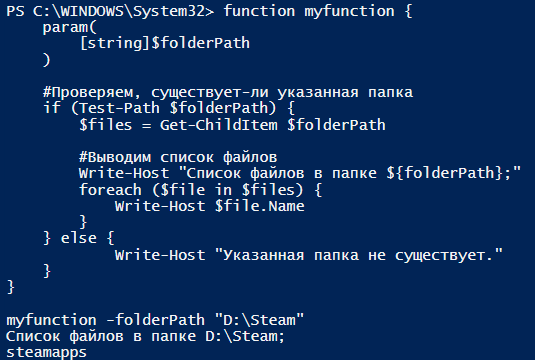 PS C:\WINDOWS\System32> function myfunction {
    param(
        [string]$folderPath
    )

    #Проверяем, существует-ли указанная папка
    if (Test-Path $folderPath) {
        $files = Get-ChildItem $folderPath

        #Выводим список файлов
        Write-Host "Список файлов в папке ${folderPath};"
        foreach ($file in $files) {
            Write-Host $file.Name
        }
    } else {
            Write-Host "Указанная папка не существует."
    }
}

myfunction -folderPath "D:\Steam"
Список файлов в папке D:\Steam;
steamapps